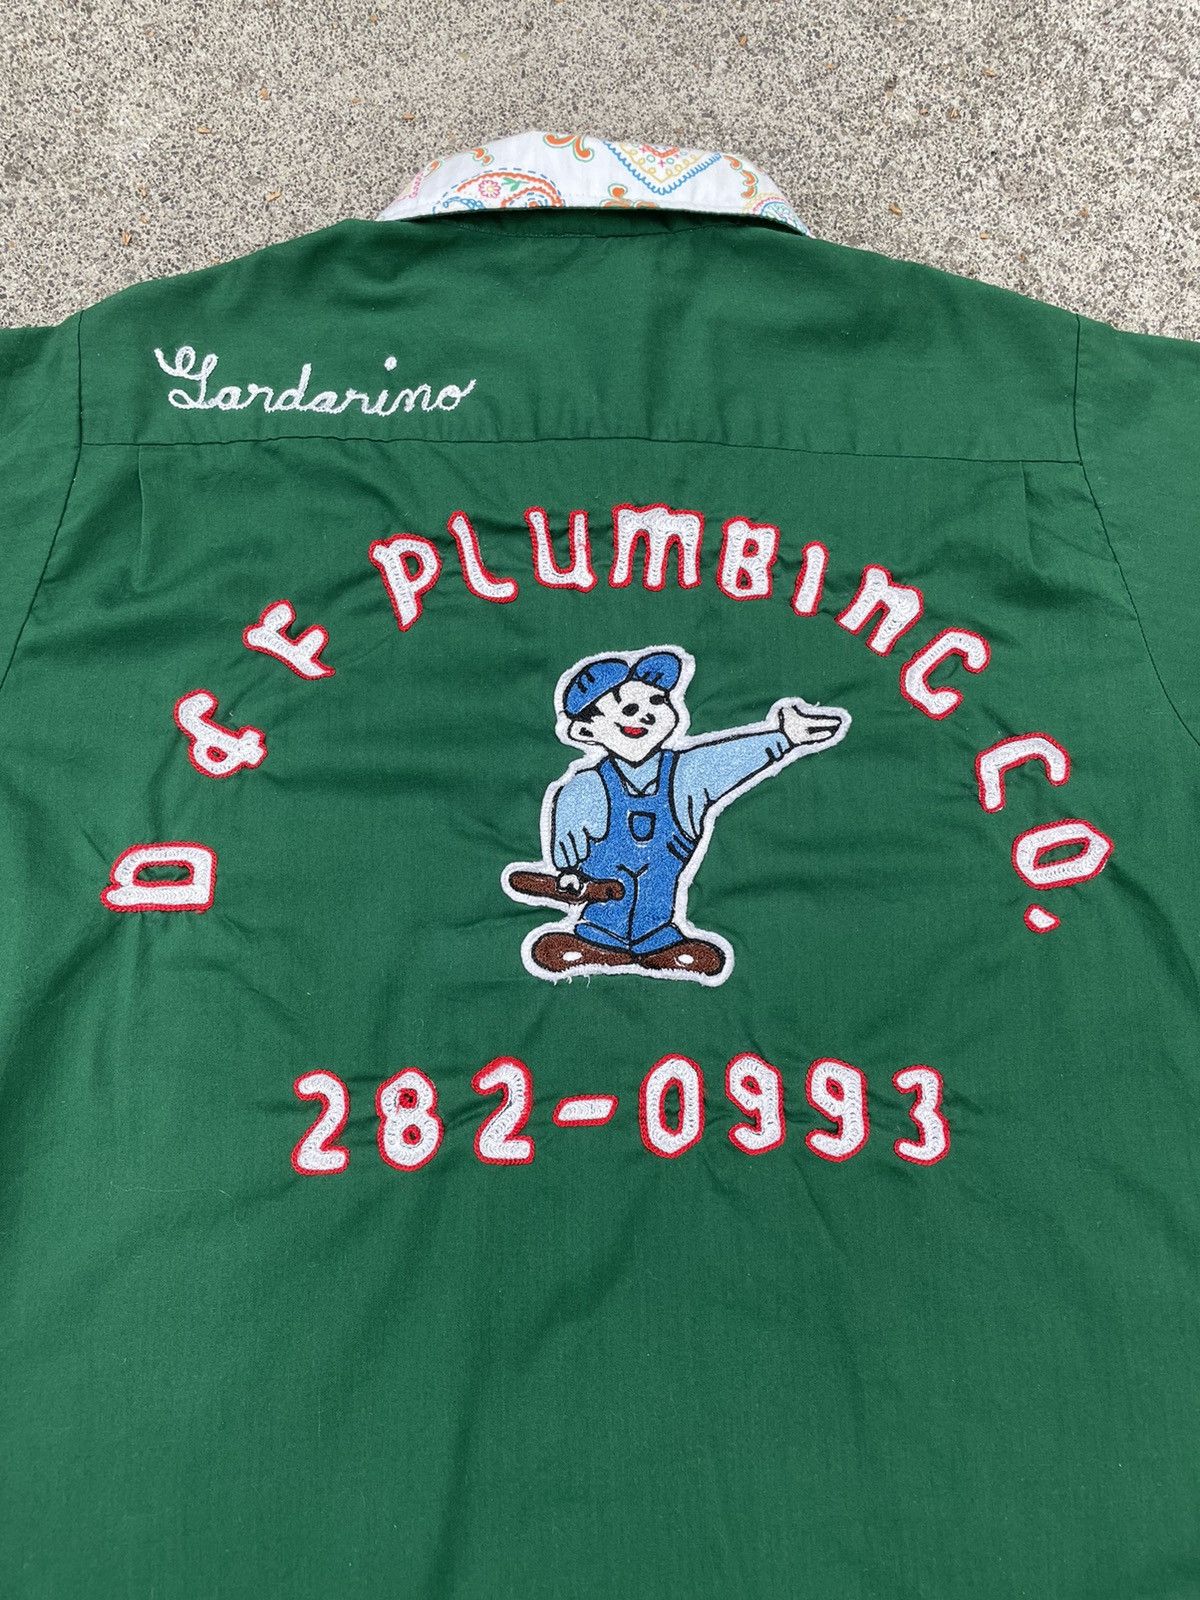 Gardarino
D & F PLUMBING CO.
282-0993